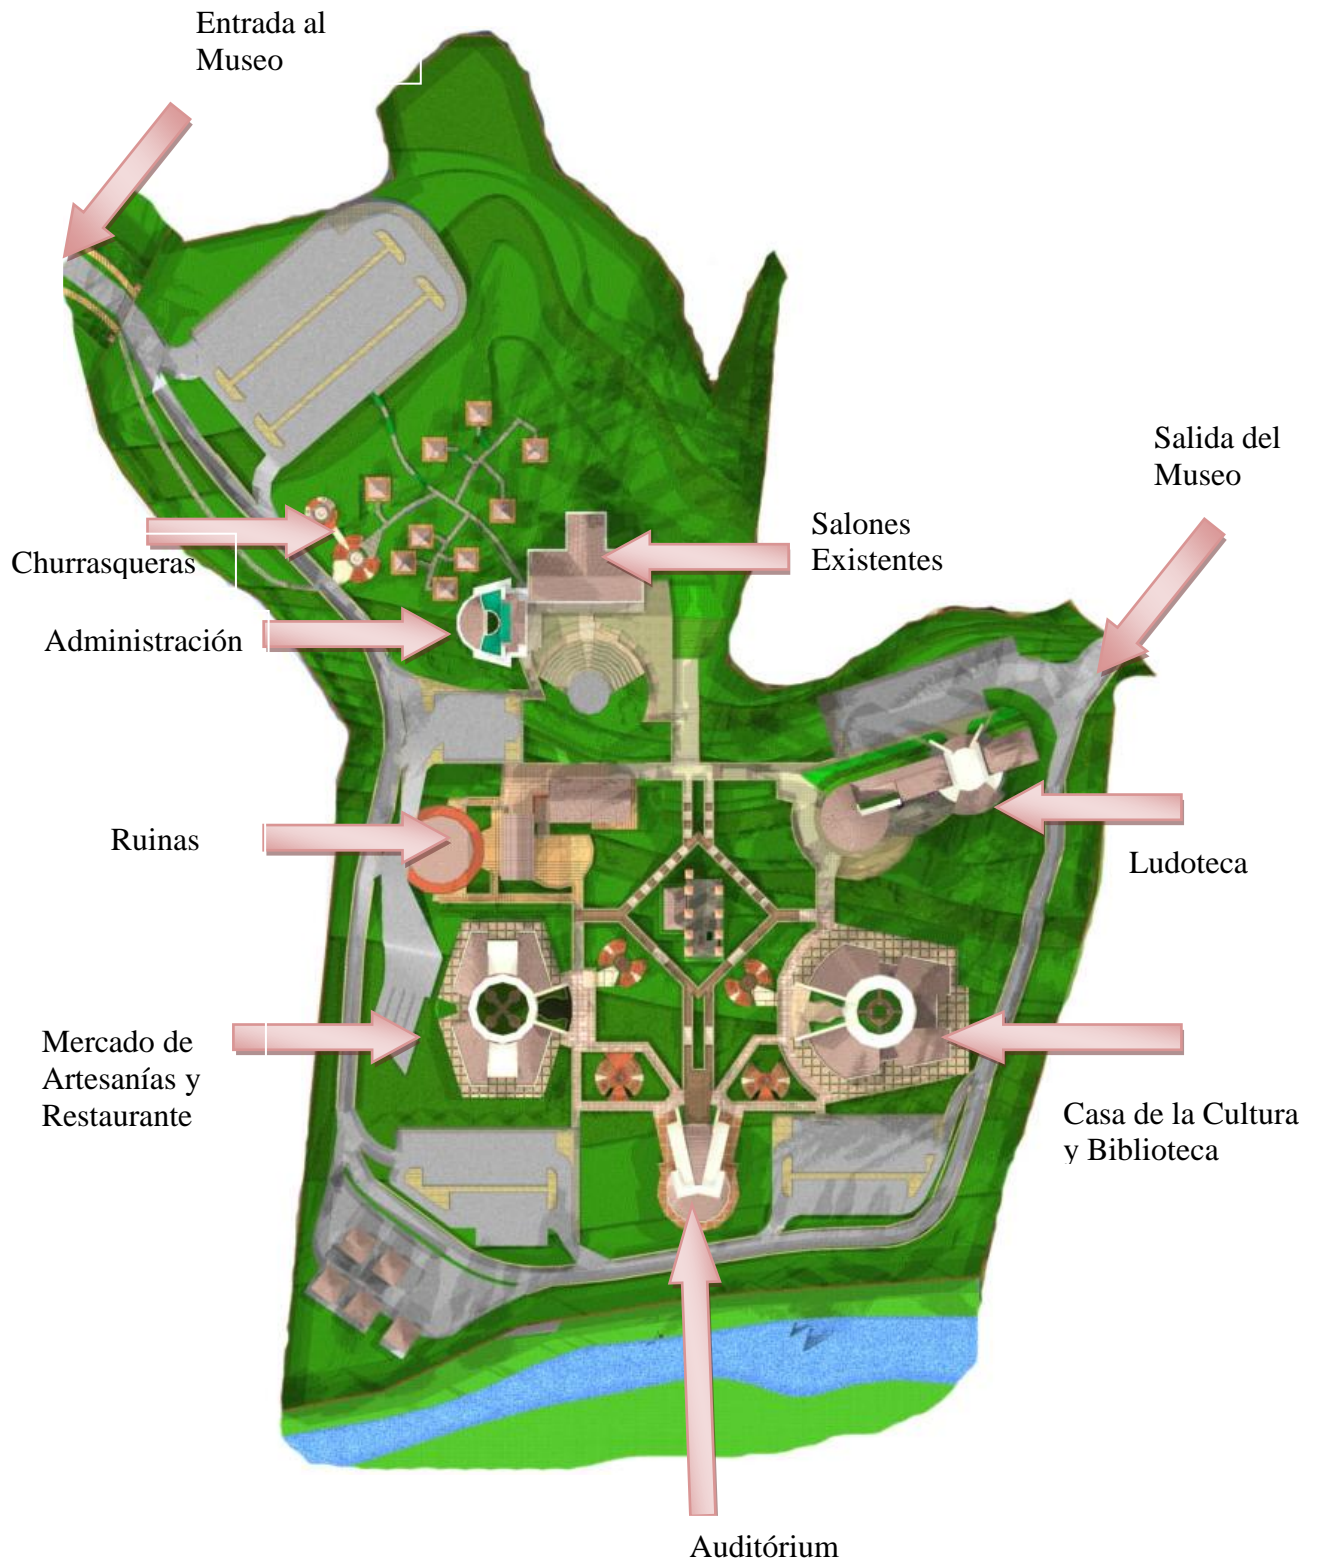 Entrada al
Museo
Salida del
Museo
Salones
Existentes
Churrasqueras
Administración
Ruinas
Ludoteca
Mercado de
Artesanías y
Restaurante
Casa de la Cultura
y Biblioteca
Auditórium